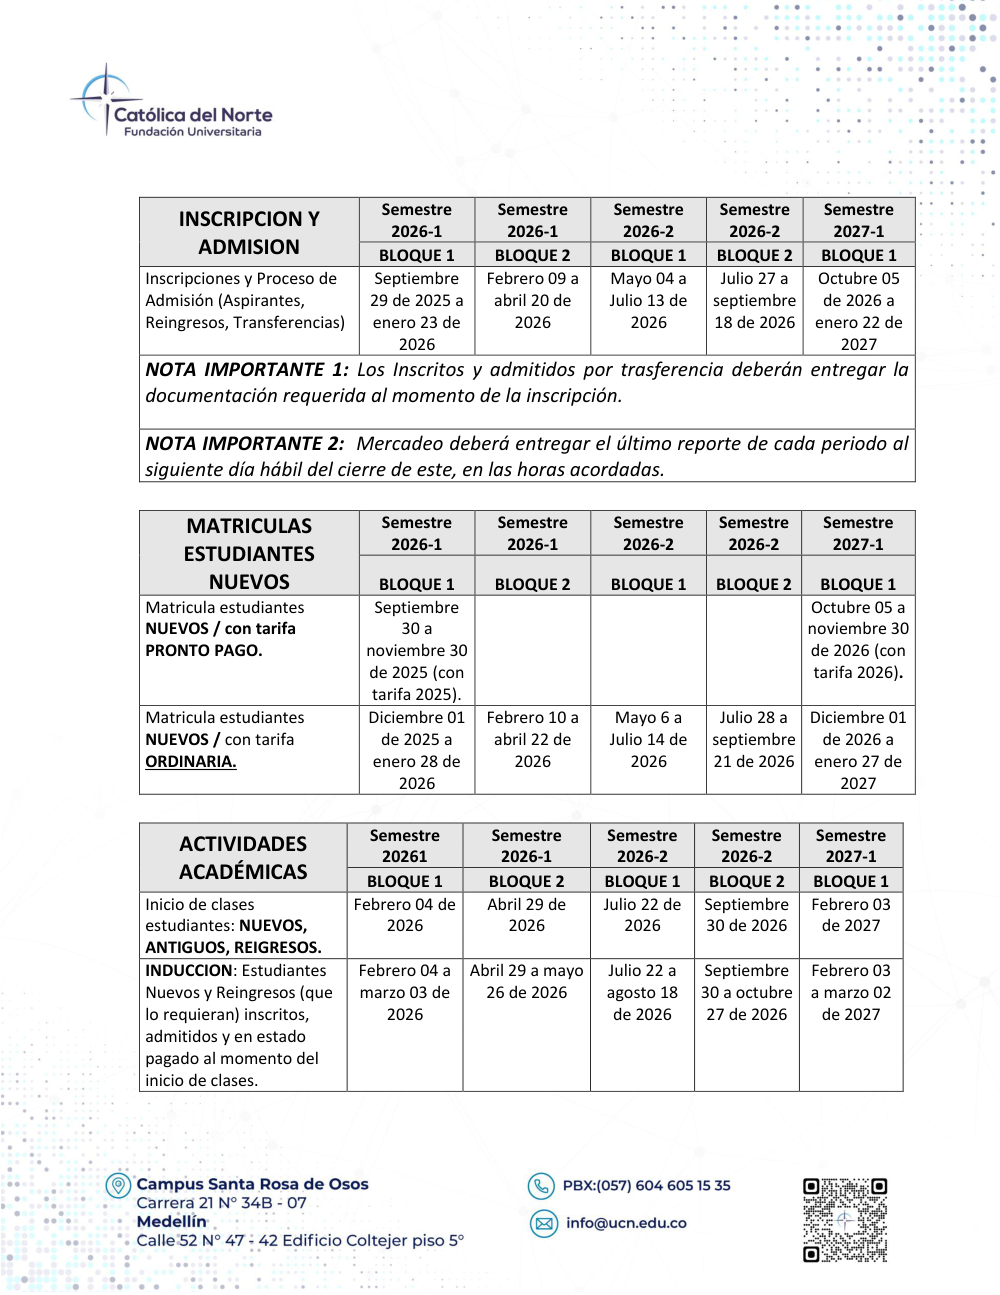 Católica del Norte
Fundación Universitaria
INSCRIPCION Y
ADMISION
Semestre
2026-1
Semestre
2026-1
Semestre
2026-2
Semestre
2026-2
Semestre
2027-1
BLOQUE 1
BLOQUE 2
BLOQUE 1
BLOQUE 2
BLOQUE 1
Inscripciones y Proceso de
Admisión (Aspirantes,
Reingresos, Transferencias)
Septiembre
29 de 2025 a
enero 23 de
2026
Febrero 09 a
abril 20 de
2026
Mayo 04 a
Julio 13 de
2026
Julio 27 a
septiembre
18 de 2026
Octubre 05
de 2026 a
enero 22 de
2027
NOTA IMPORTANTE 1: Los Inscritos y admitidos por trasferencia deberán entregar la
documentación requerida al momento de la inscripción.
NOTA IMPORTANTE 2: Mercadeo deberá entregar el último reporte de cada periodo al
siguiente día hábil del cierre de este, en las horas acordadas.
MATRICULAS
ESTUDIANTES
NUEVOS
Semestre
2026-1
Semestre
2026-1
Semestre
2026-2
Semestre
2026-2
Semestre
2027-1
BLOQUE 1
BLOQUE 2
BLOQUE 1
BLOQUE 2
BLOQUE 1
Matricula estudiantes
NUEVOS / con tarifa
PRONTO PAGO.
Septiembre
30 a
noviembre 30
de 2025 (con
tarifa 2025).
Octubre 05 a
noviembre 30
de 2026 (con
tarifa 2026).
Matricula estudiantes
NUEVOS / con tarifa
ORDINARIA.
Diciembre 01
de 2025 a
enero 28 de
2026
Febrero 10 a
abril 22 de
2026
Mayo 6 a
Julio 14 de
2026
Julio 28 a
septiembre
21 de 2026
Diciembre 01
de 2026 a
enero 27 de
2027
ACTIVIDADES
ACADÉMICAS
Semestre
20261
Semestre
2026-1
Semestre
2026-2
Semestre
2026-2
Semestre
2027-1
BLOQUE 1
BLOQUE 2
BLOQUE 1
BLOQUE 2
BLOQUE 1
Inicio de clases
estudiantes: NUEVOS,
ANTIGUOS, REIGRESOS.
Febrero 04 de
2026
Abril 29 de
2026
Julio 22 de
2026
Septiembre
30 de 2026
Febrero 03
de 2027
INDUCCION: Estudiantes
Nuevos y Reingresos (que
lo requieran) inscritos,
admitidos y en estado
pagado al momento del
inicio de clases.
Febrero 04 a
marzo 03 de
2026
Abril 29 a mayo
26 de 2026
Julio 22 a
agosto 18
de 2026
Septiembre
30 a octubre
27 de 2026
Febrero 03
a marzo 02
de 2027
Campus Santa Rosa de Osos
Carrera 21 N° 34B - 07
Medellín
Calle 52 N° 47 - 42 Edificio Coltejer piso 5°
PBX:(057) 604 605 15 35
info@ucn.edu.co